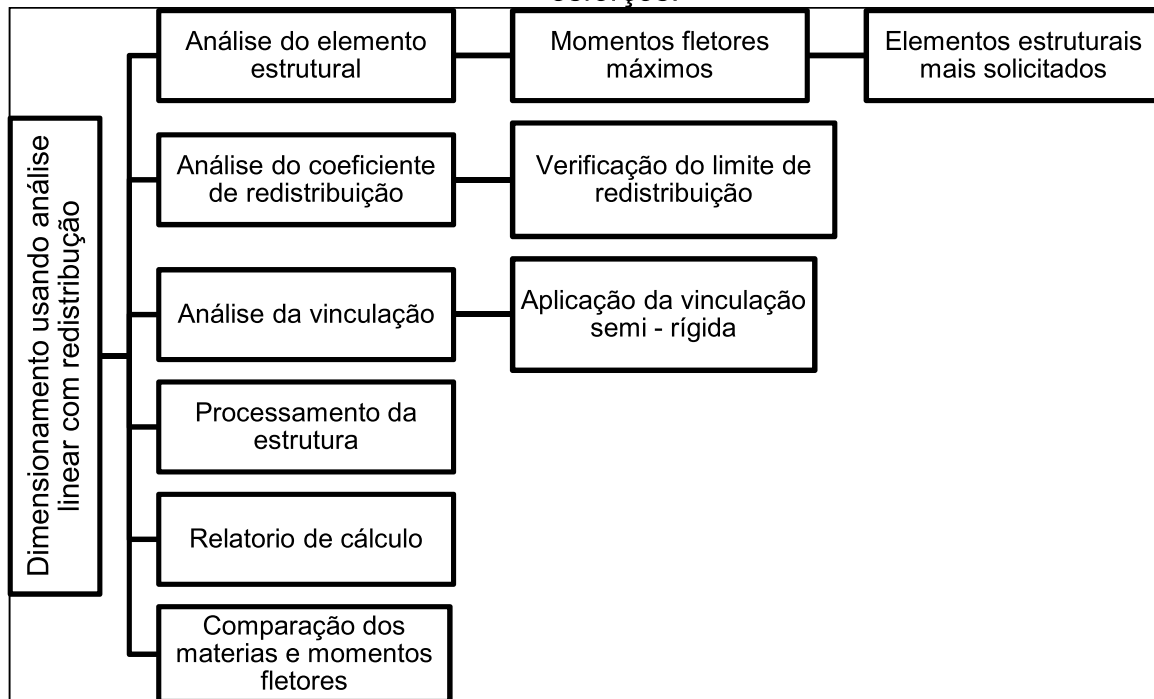 Análise do elemento
estrutural
Momentos fletores
máximos
Elementos estruturais
mais solicitados
Dimensionamento usando análise
linear com redistribução
Análise do coeficiente
de redistribuição
Verificação do limite de
redistribuição
Análise da vinculação
Aplicação da vinculação
semi - rígida
Processamento da
estrutura
Relatorio de cálculo
Comparação dos
materias e momentos
fletores